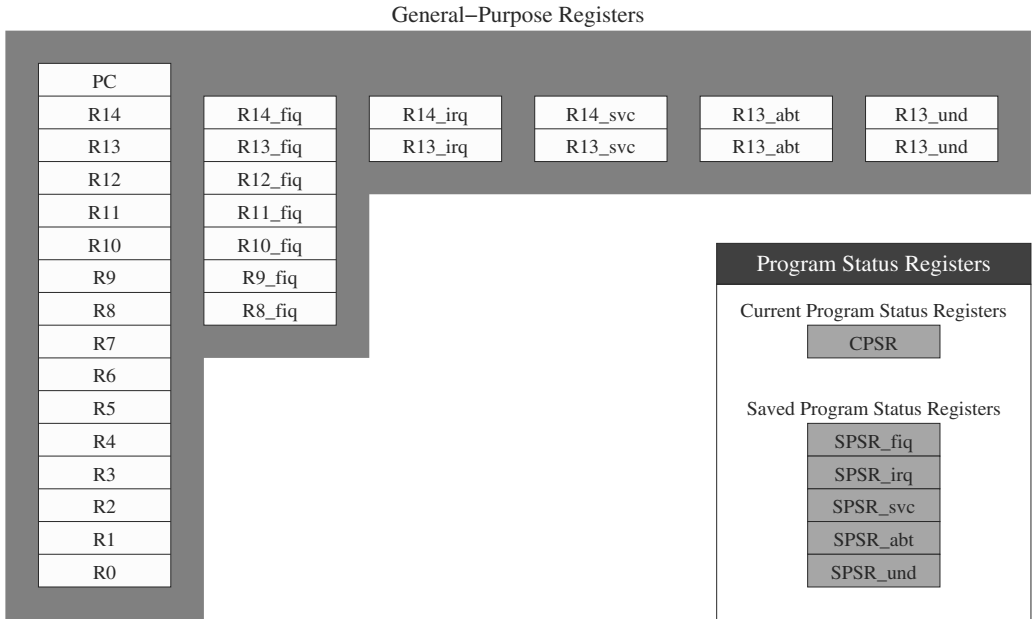 General−Purpose Registers
PC
R14
R13
R12
R11
R10
R9
R8
R7
R6
R5
R4
R3
R2
R1
R0
R14_fiq
R13_fiq
R12_fiq
R11_fiq
R10_fiq
R9_fiq
R8_fiq
R14_irq
R13_irq
R14_svc
R13_svc
R13_abt
R13_abt
R13_und
R13_und
Program Status Registers
Current Program Status Registers
CPSR
Saved Program Status Registers
SPSR_fiq
SPSR_irq
SPSR_svc
SPSR_abt
SPSR_und